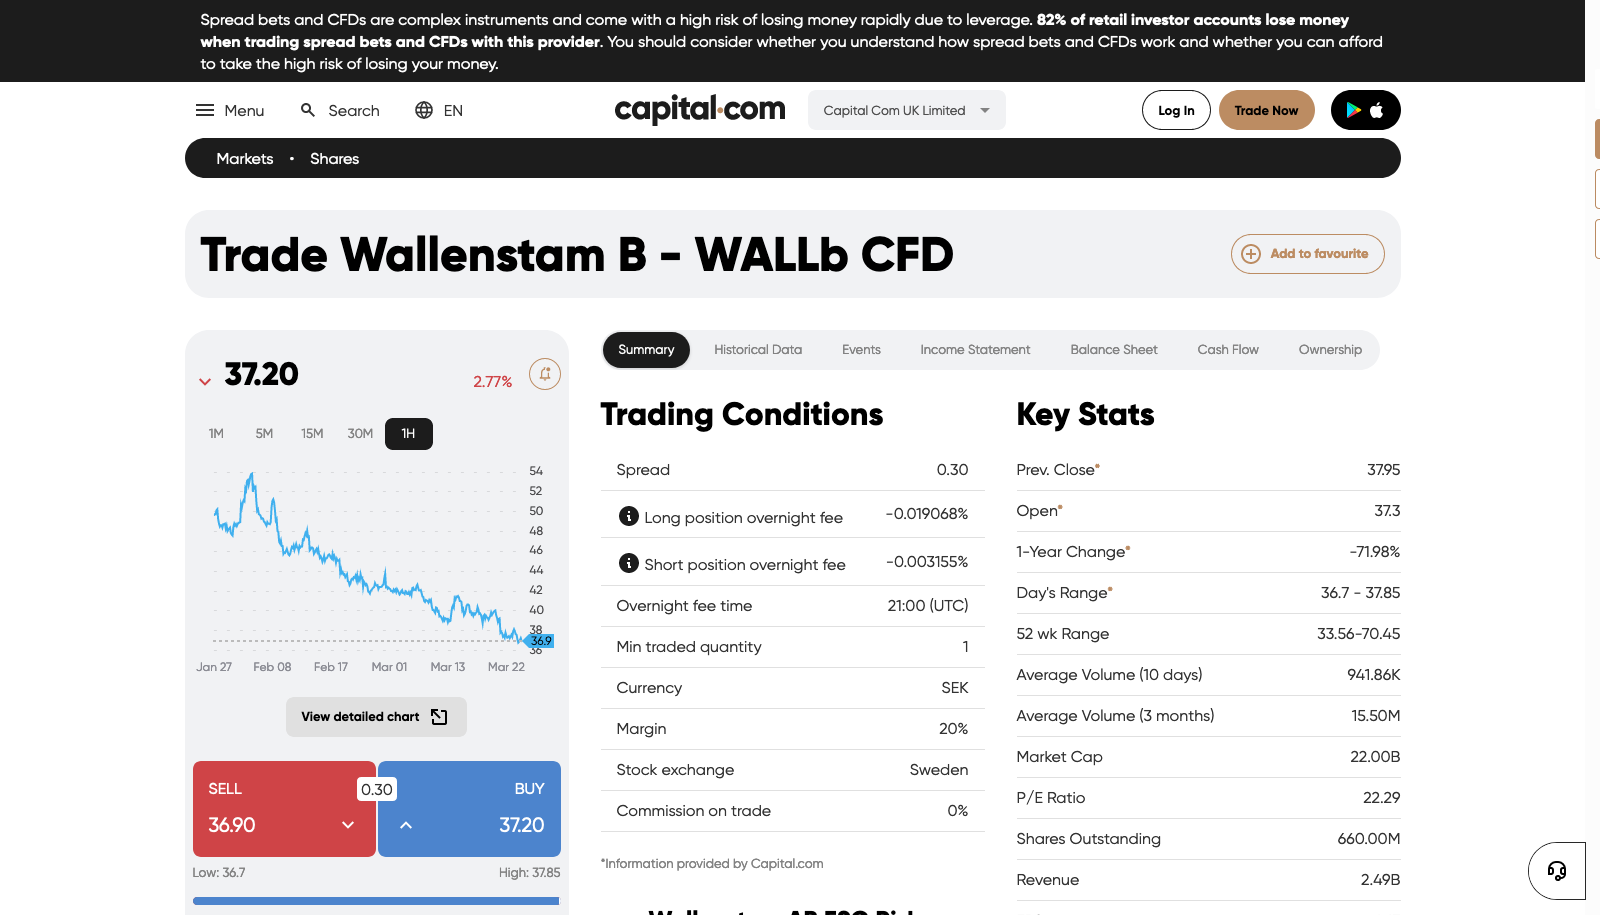 Spread bets and CFDs are complex instruments and come with a high risk of losing money rapidly due to leverage. 82% of retail investor accounts lose money
when trading spread bets and CFDs with this provider. You should consider whether you understand how spread bets and CFDs work and whether you can afford
to take the high risk of losing your money.
Menu
Search
EN
capital.com
Capital Com UK Limited
Log In
Trade Now
Markets • Shares
Trade Wallenstam B - WALLb CFD
Add to favourite
37.20
2.77%
1M 5M 15M 30M 1H
54
52
50
48
46
44
42
40
38
36.9
36
Jan 27 Feb 08 Feb 17 Mar 01 Mar 13 Mar 22
View detailed chart
SELL
36.90
0.30
BUY
37.20
Low: 36.7
High: 37.85
Summary Historical Data Events Income Statement Balance Sheet Cash Flow Ownership
Trading Conditions
Spread 0.30
Long position overnight fee -0.019068%
Short position overnight fee -0.003155%
Overnight fee time 21:00 (UTC)
Min traded quantity 1
Currency SEK
Margin 20%
Stock exchange Sweden
Commission on trade 0%
*Information provided by Capital.com
Key Stats
Prev. Close* 37.95
Open* 37.3
1-Year Change* -71.98%
Day's Range* 36.7 - 37.85
52 wk Range 33.56-70.45
Average Volume (10 days) 941.86K
Average Volume (3 months) 15.50M
Market Cap 22.00B
P/E Ratio 22.29
Shares Outstanding 660.00M
Revenue 2.49B